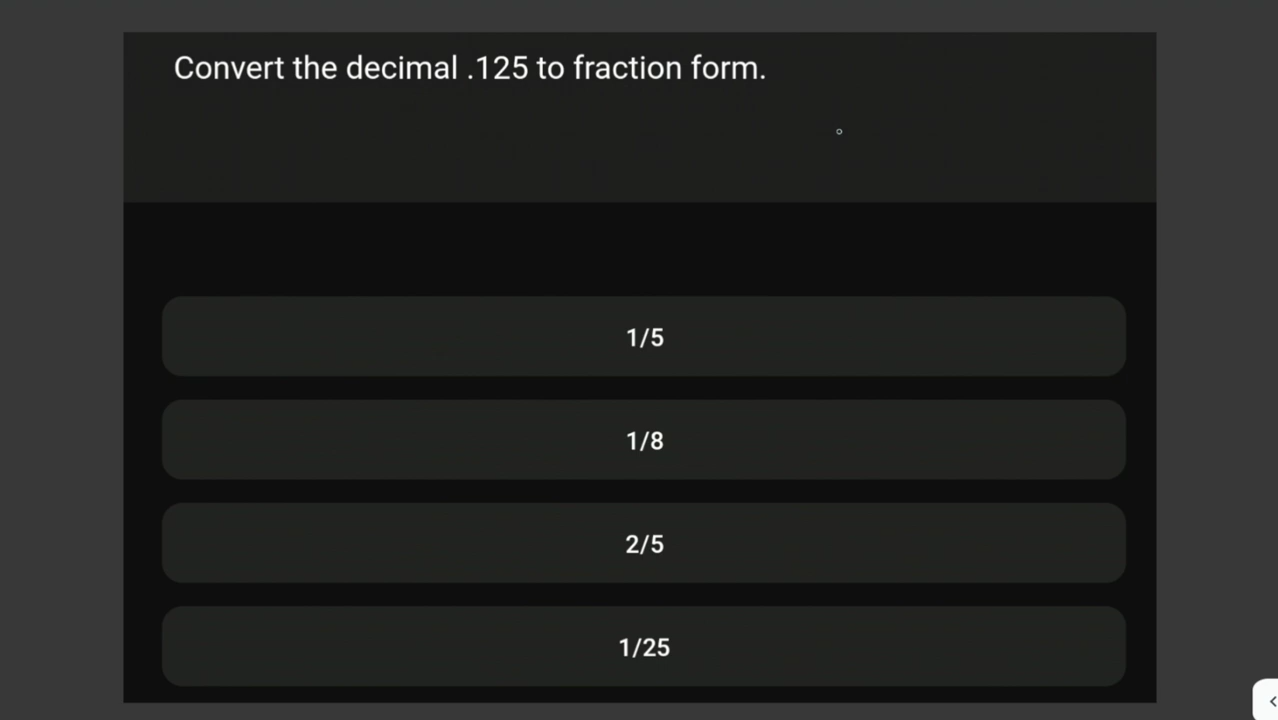 Convert the decimal .125 to fraction form.
1/5
1/8
2/5
1/25